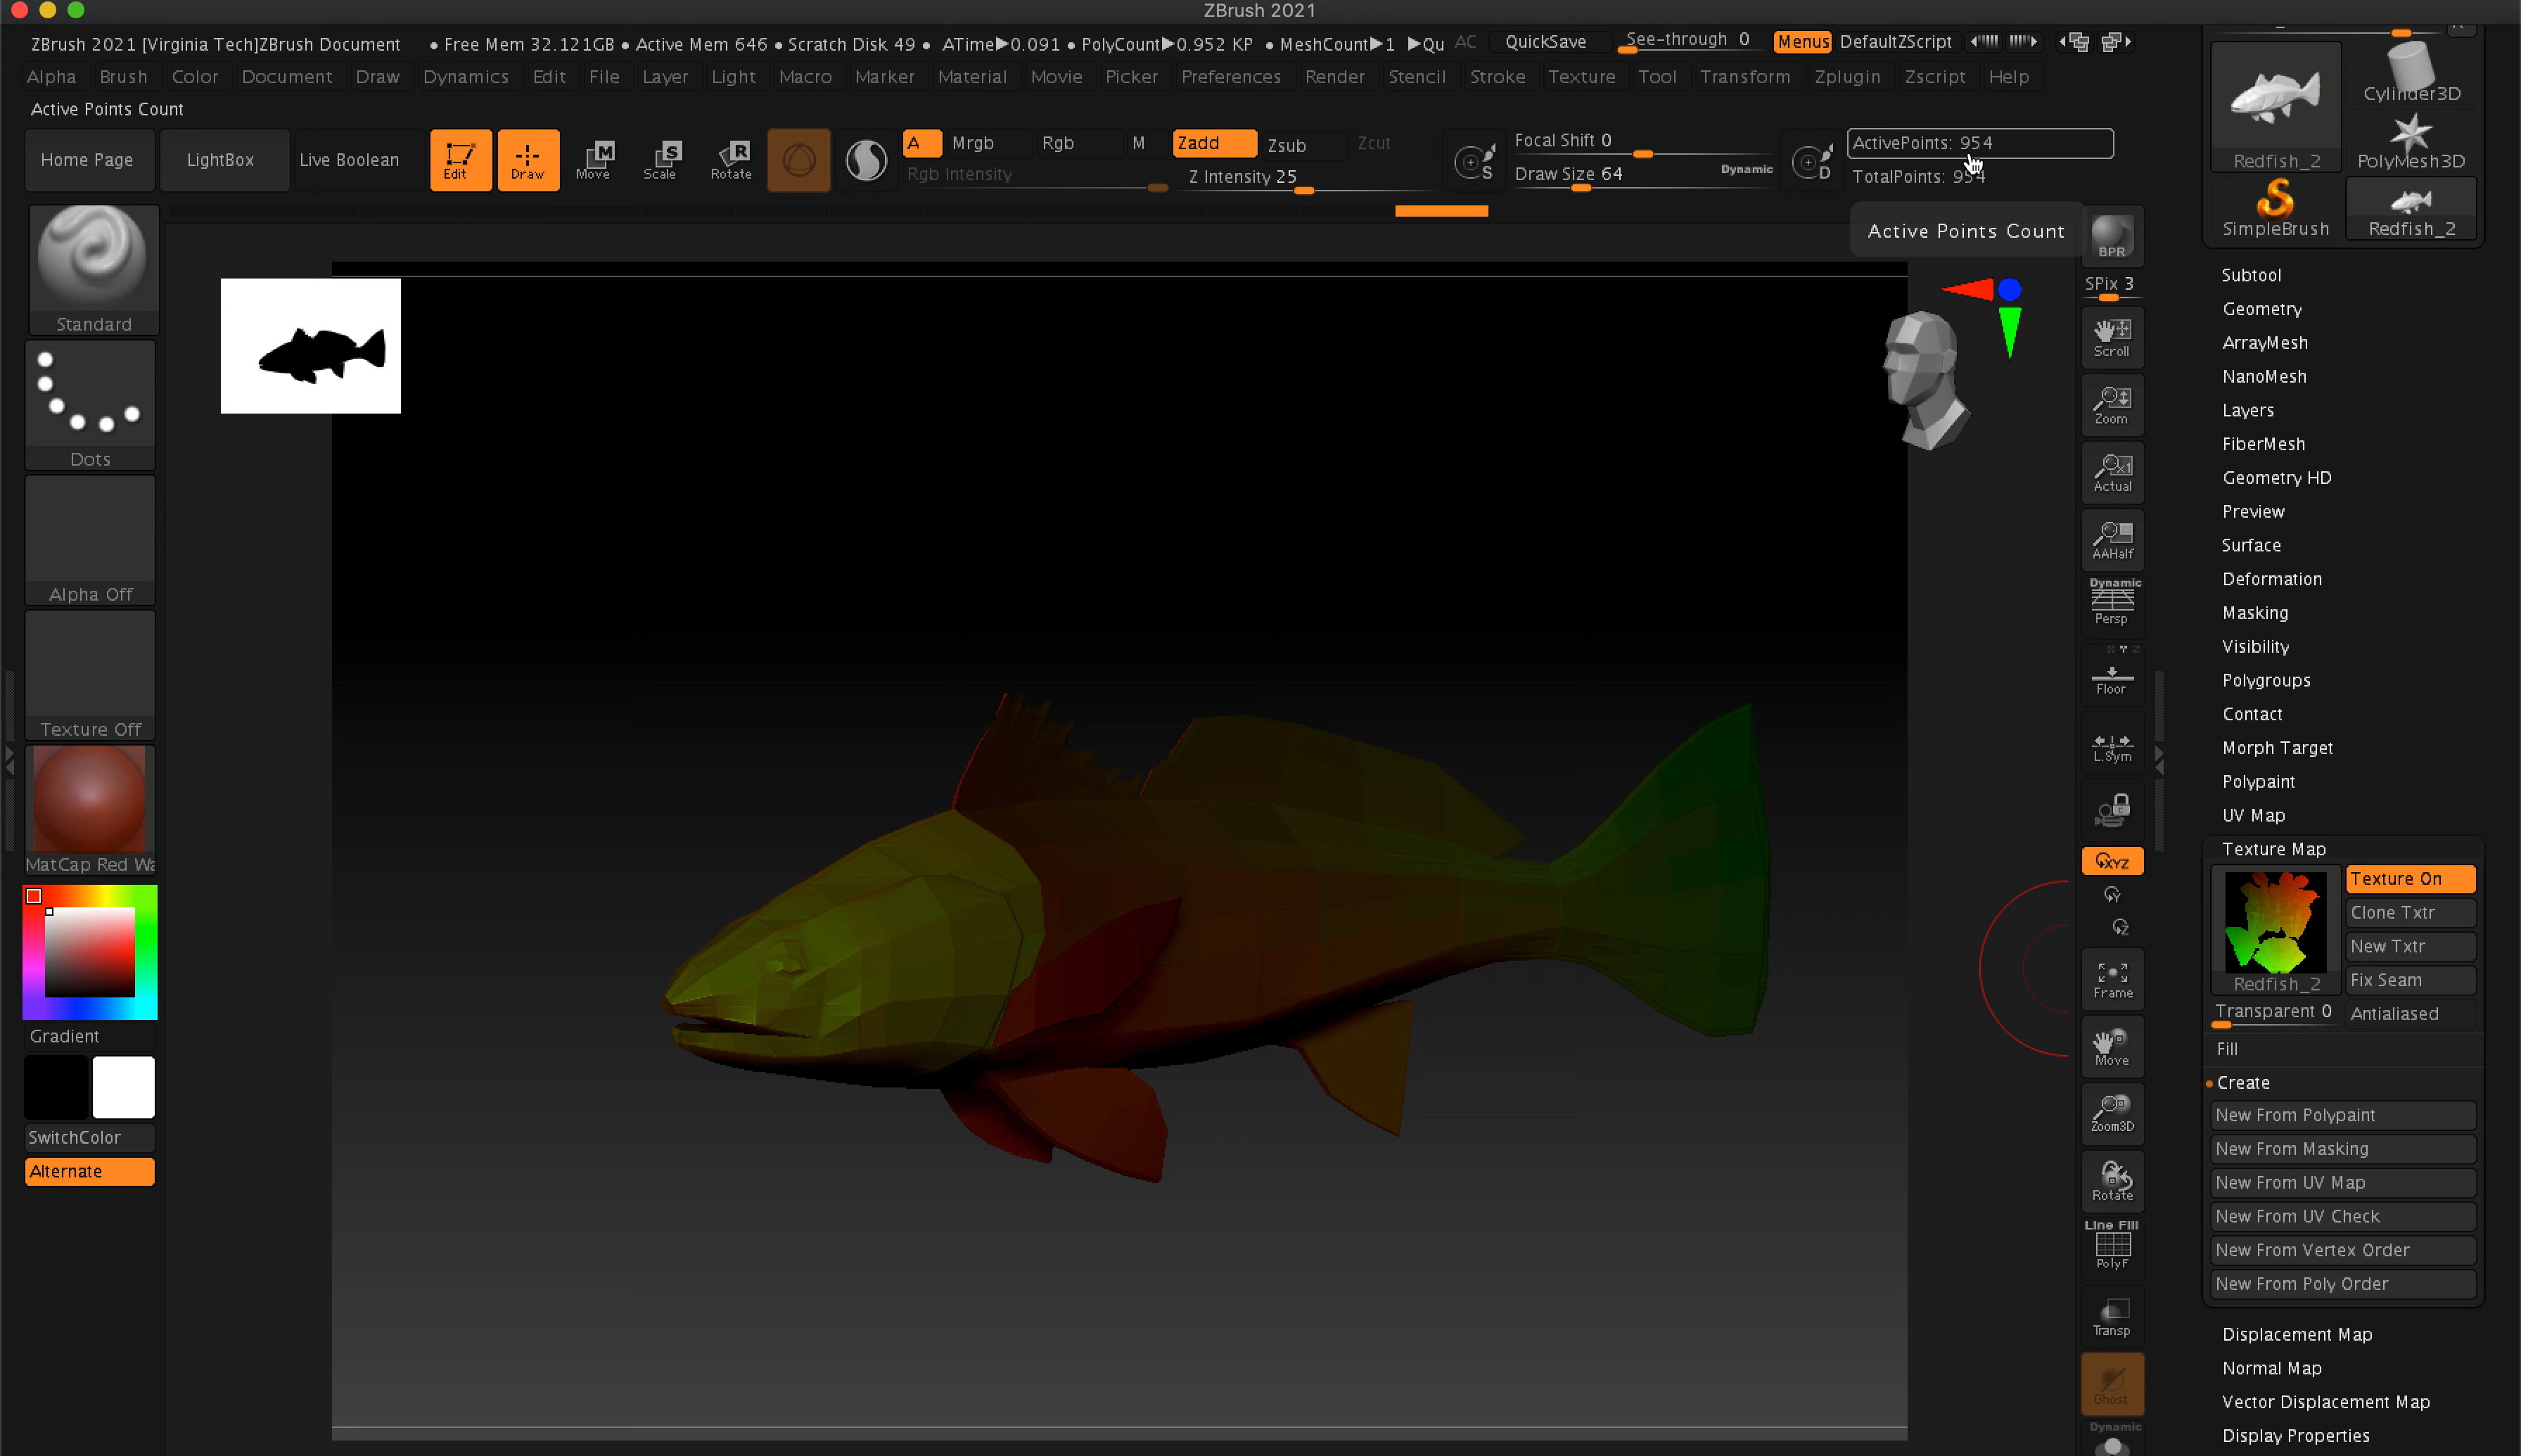 ZBrush 2021
ZBrush 2021 [Virginia Tech]ZBrush Document • Free Mem 32.121GB • Active Mem 646 • Scratch Disk 49 • ATime▶0.091 • PolyCount▶0.952 KP • MeshCount▶1 ▶Qu AC QuickSave See-through 0 Menus DefaultZScript
Alpha Brush Color Document Draw Dynamics Edit File Layer Light Macro Marker Material Movie Picker Preferences Render Stencil Stroke Texture Tool Transform Zplugin Zscript Help
Active Points Count
Home Page LightBox Live Boolean Edit Draw Move Scale Rotate
A Mrgb Rgb M Zadd Zsub Zcut
Rgb Intensity Z Intensity 25
Focal Shift 0
Draw Size 64 Dynamic
ActivePoints: 954
TotalPoints: 954
Active Points Count
Standard
Dots
Alpha Off
Texture Off
MatCap Red Wa
Gradient
SwitchColor
Alternate
BPR
SPix 3
Scroll
Zoom
Actual
AAHalf
Dynamic
Persp
Floor
L.Sym
XYZ
Y
Z
Frame
Move
Zoom3D
Rotate
Line Fill
PolyF
Transp
Ghost
Dynamic
Redfish_2
Cylinder3D
PolyMesh3D
SimpleBrush
Redfish_2
Subtool
Geometry
ArrayMesh
NanoMesh
Layers
FiberMesh
Geometry HD
Preview
Surface
Deformation
Masking
Visibility
Polygroups
Contact
Morph Target
Polypaint
UV Map
Texture Map
Redfish_2
Texture On
Clone Txtr
New Txtr
Fix Seam
Transparent 0 Antialiased
Fill
Create
New From Polypaint
New From Masking
New From UV Map
New From UV Check
New From Vertex Order
New From Poly Order
Displacement Map
Normal Map
Vector Displacement Map
Display Properties